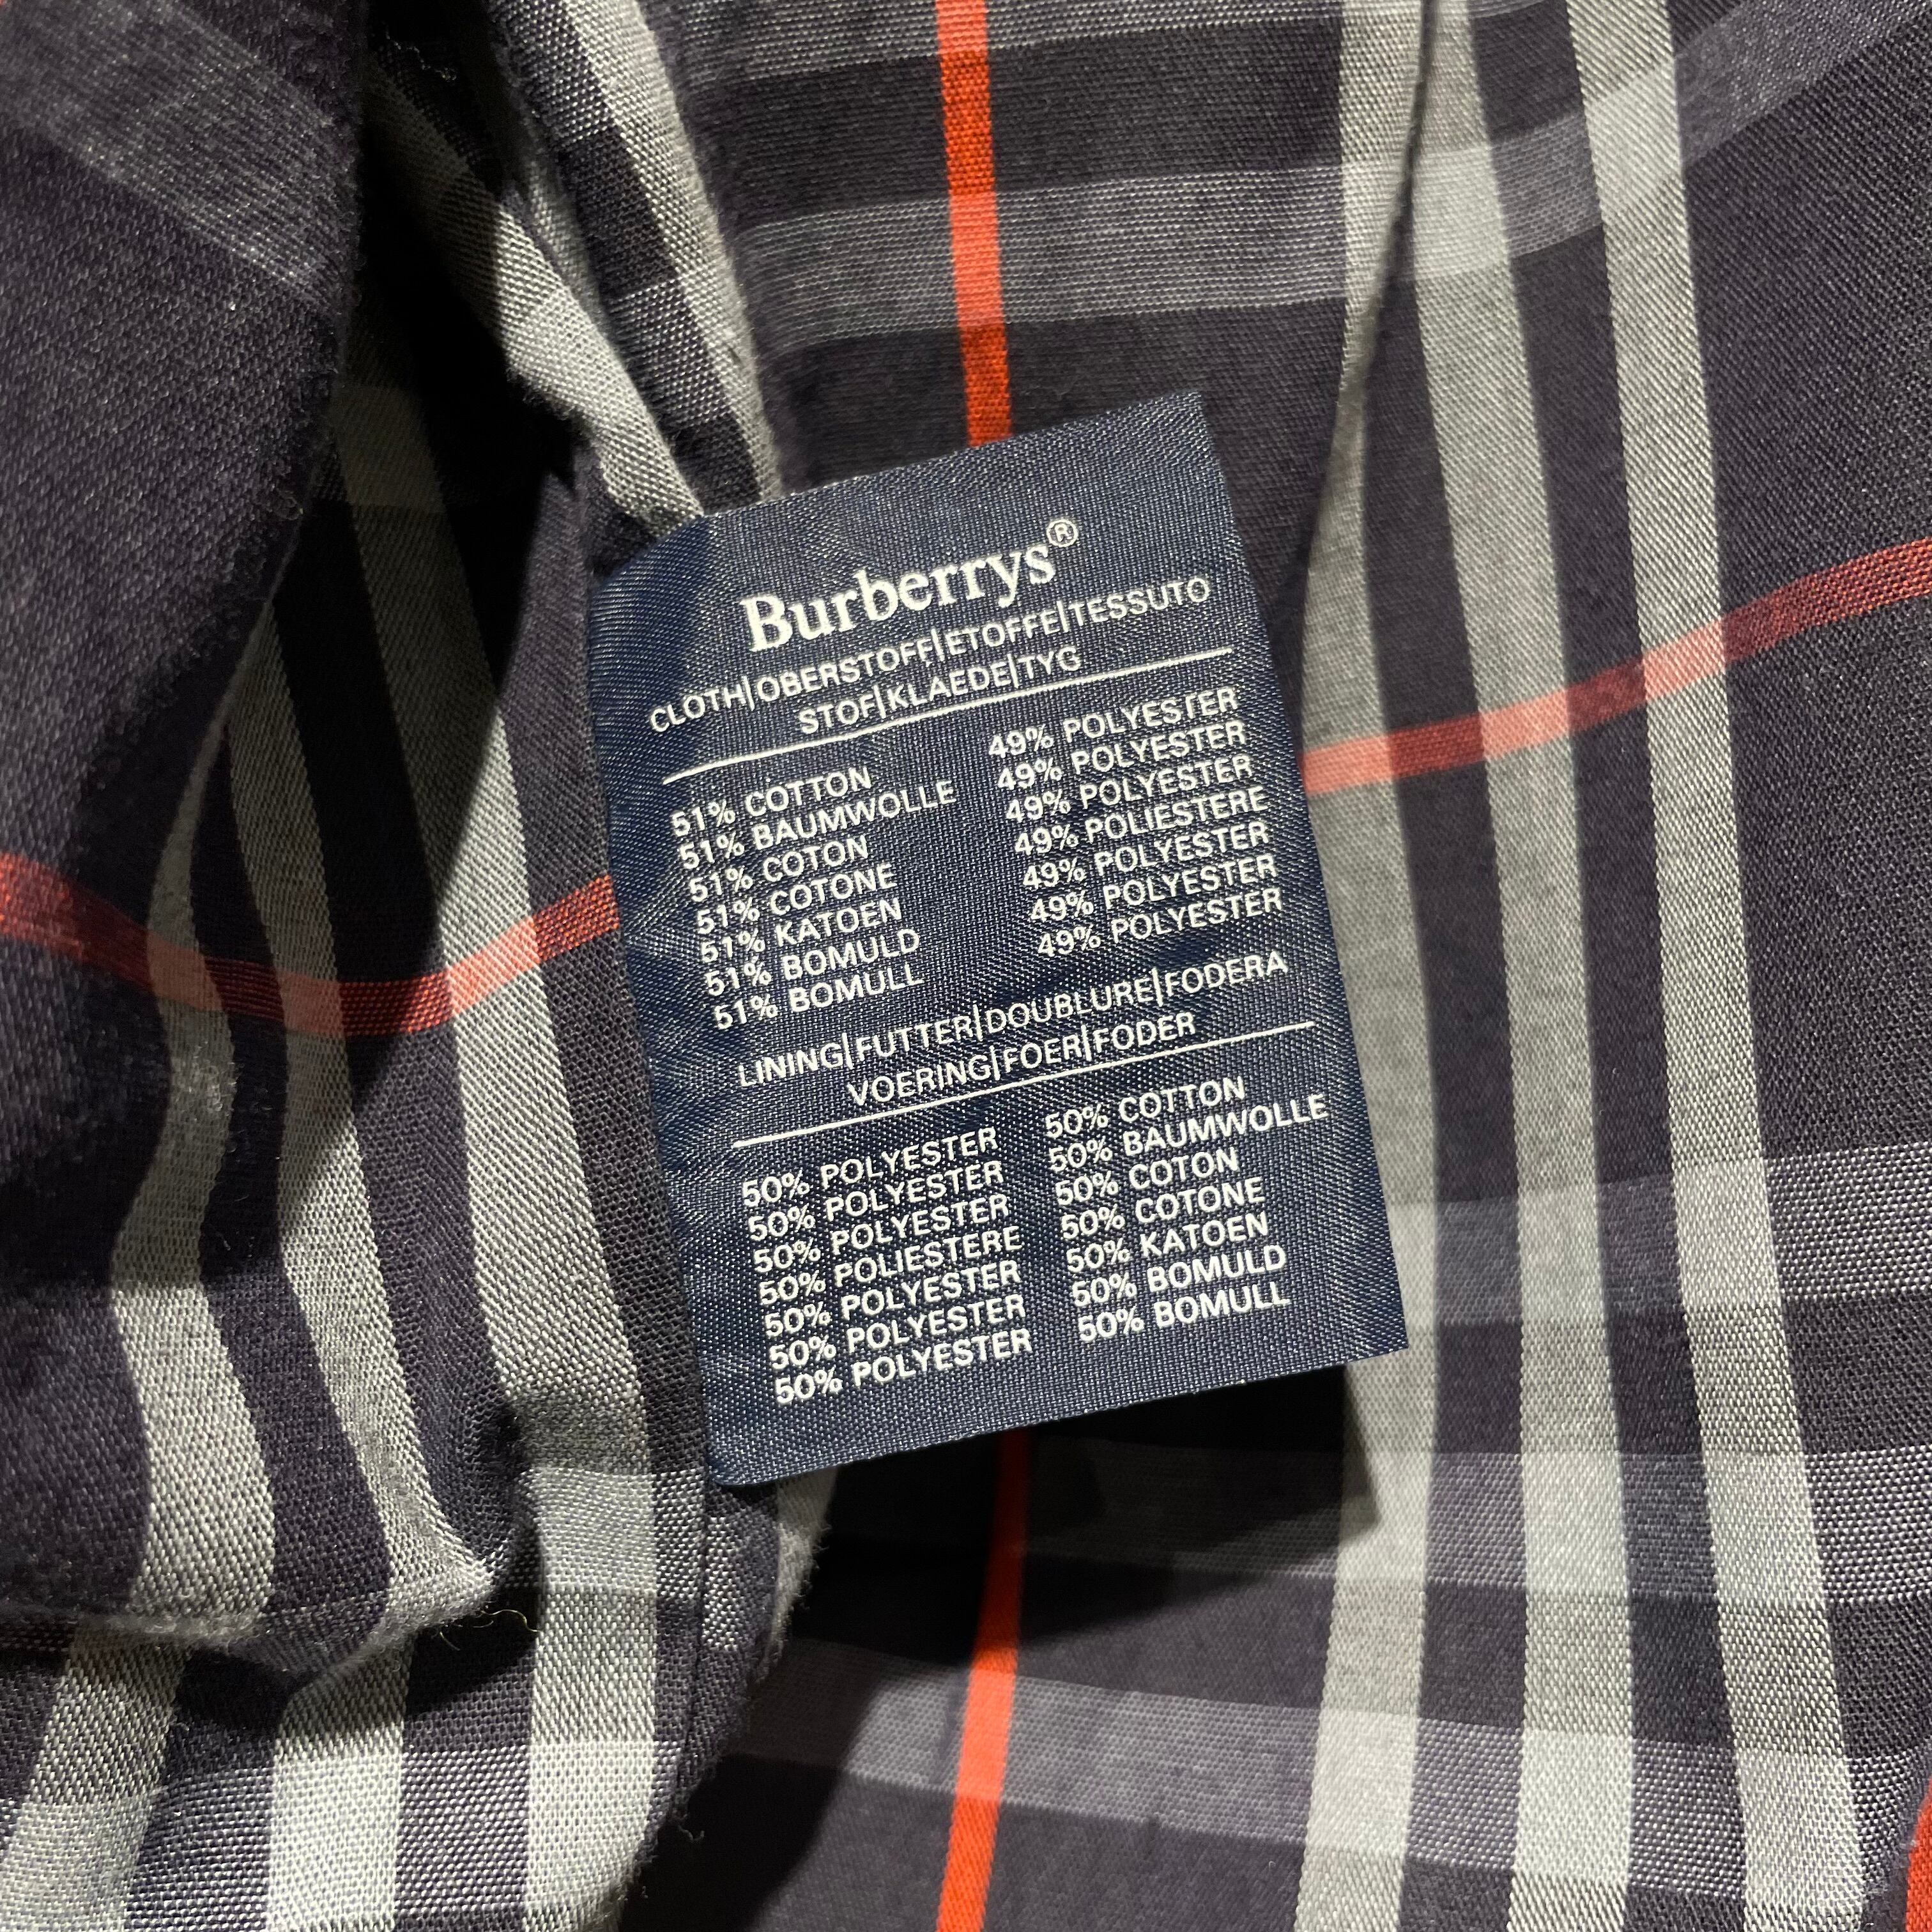 Burberrys®
CLOTH|OBERSTOFF|ETOFFE|TESSUTO
STOF|KLAEDE|TYG
51% COTTON 49% POLYESTER
51% BAUMWOLLE 49% POLYESTER
51% COTON 49% POLYESTER
51% COTONE 49% POLIESTERE
51% KATOEN 49% POLYESTER
51% BOMULD 49% POLYESTER
51% BOMULL 49% POLYESTER
LINING|FUTTER|DOUBLURE|FODERA
VOERING|FOER|FODER
50% POLYESTER 50% COTTON
50% POLYESTER 50% BAUMWOLLE
50% POLYESTER 50% COTON
50% POLIESTERE 50% COTONE
50% POLYESTER 50% KATOEN
50% POLYESTER 50% BOMULD
50% POLYESTER 50% BOMULL